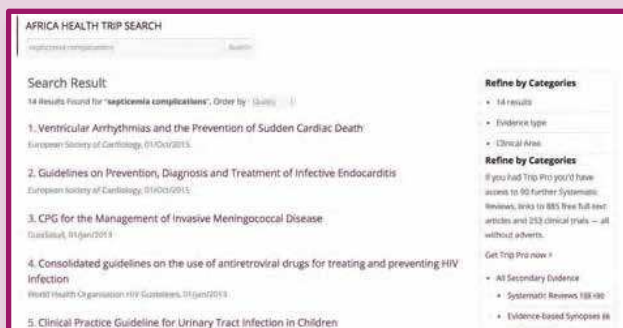 AFRICA HEALTH TRIP SEARCH
septicemia complications
Search
Search Result
14 Results Found for "septicemia complications", Order by
1. Ventricular Arrhythmias and the Prevention of Sudden Cardiac Death
European Society of Cardiology, 01/Oct/2015
2. Guidelines on Prevention, Diagnosis and Treatment of Infective Endocarditis
European Society of Cardiology, 01/Oct/2015
3. CPG for the Management of Invasive Meningococcal Disease
GuiaSalud, 01/Jan/2013
4. Consolidated guidelines on the use of antiretroviral drugs for treating and preventing HIV
Infection
World Health Organisation HIV Guidelines, 01/Jan/2013
5. Clinical Practice Guideline for Urinary Tract Infection in Children
Refine by Categories
14 results
Evidence type
Clinical Area
Refine by Categories
If you had Trip Pro you'd have
access to 90 further Systematic
Reviews, links to 885 free full-text
articles and 253 clinical trials — all
without adverts.
Get Trip Pro now >
All Secondary Evidence
Systematic Reviews
Evidence-based Synopses